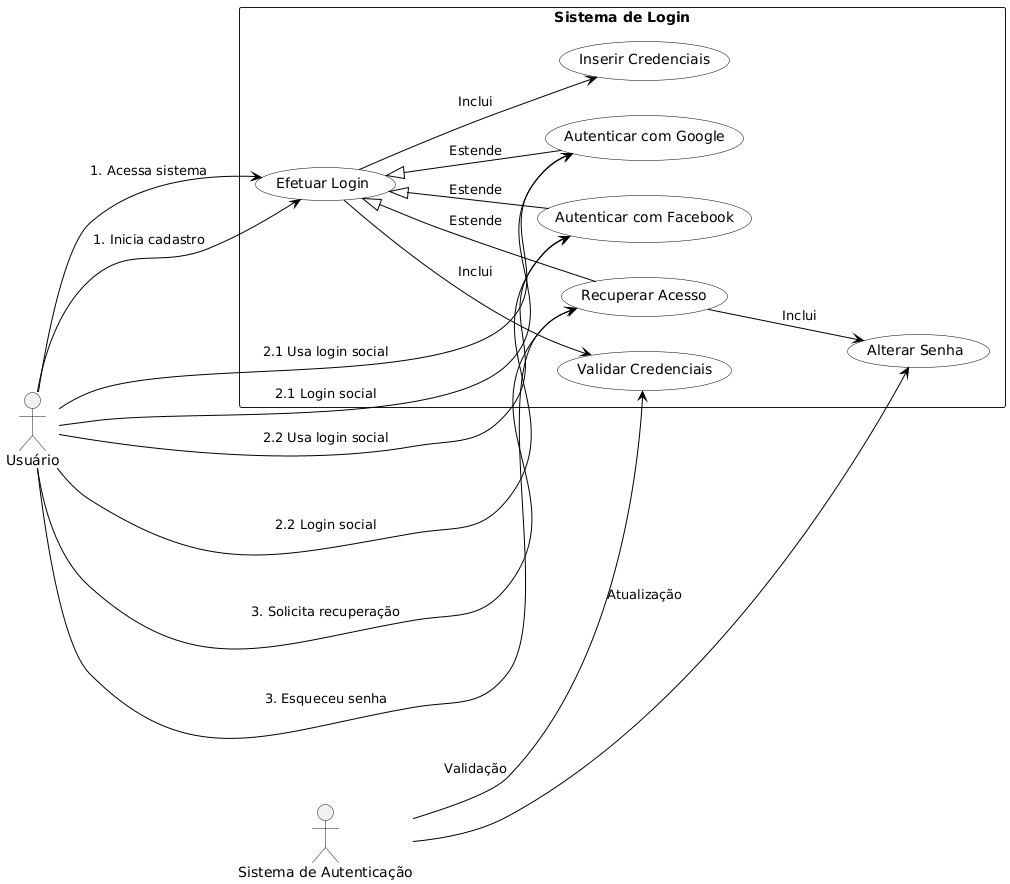 Sistema de Login
Inserir Credenciais
Inclui
Autenticar com Google
Estende
1. Acessa sistema
Efetuar Login
Estende
Autenticar com Facebook
Estende
1. Inicia cadastro
Inclui
Recuperar Acesso
Inclui
Alterar Senha
2.1 Usa login social
Validar Credenciais
2.1 Login social
2.2 Usa login social
Usuário
2.2 Login social
Atualização
3. Solicita recuperação
3. Esqueceu senha
Validação
Sistema de Autenticação